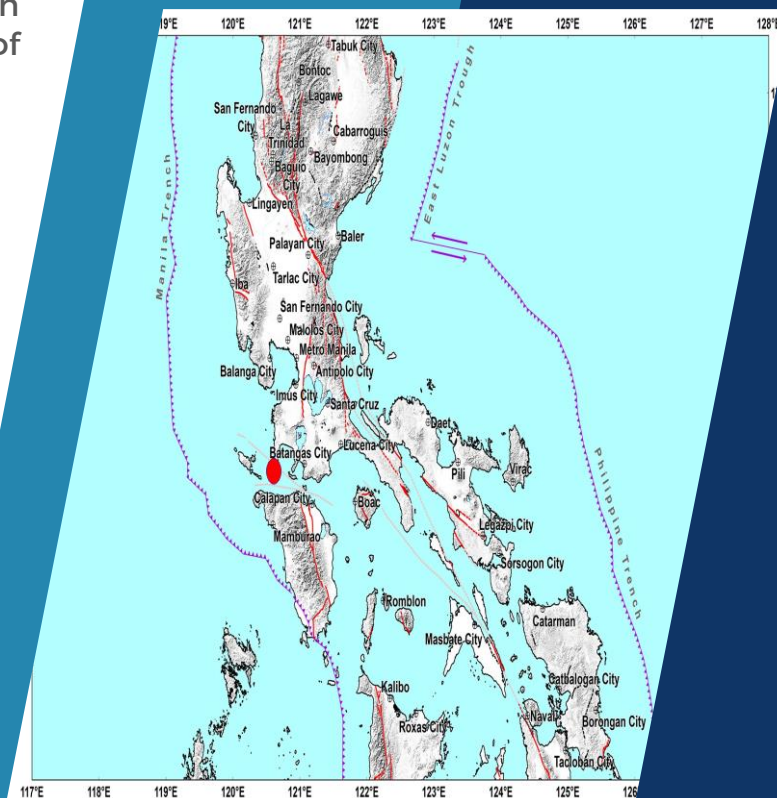 of
120°E 121°E 122°E 123°E 124°E 125°E 126°E 127°E
Tabuk City
Bontoc
Lagawe
San Fernando
City
La
Trinidad
Cabarroguis
Bayombong
Baguio
City
East Luzon Trough
Manila Trench
Lingayen
Palayan City
Baler
Tarlac City
Iba
San Fernando City
Malolos City
Metro Manila
Balanga City
Antipolo City
Imus City
Santa Cruz
Daet
Lucena City
Batangas City
Pili
Virac
Calapan City
Boac
Legazpi City
Mamburao
Sorsogon City
Philippine Trench
Romblon
Catarman
Masbate City
Catbalogan City
Kalibo
Naval
Borongan City
Roxas City
Tacloban City
117°E 118°E 119°E 120°E 121°E 122°E 123°E 124°E 125°E